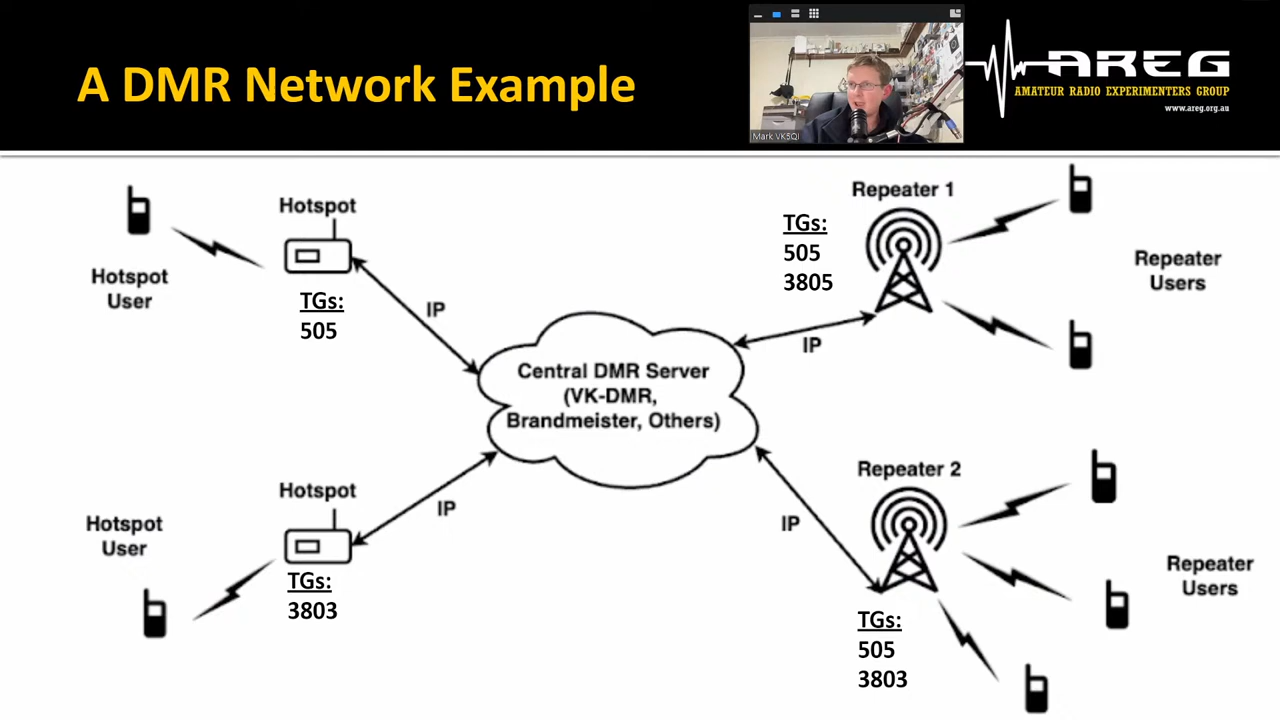 A DMR Network Example
Mark VK5QI
AREG
AMATEUR RADIO EXPERIMENTERS GROUP
www.areg.org.au
Hotspot
Hotspot
User
TGs:
505
IP
Repeater 1
TGs:
505
3805
Repeater
Users
IP
Central DMR Server
(VK-DMR,
Brandmeister, Others)
Hotspot
Hotspot
User
TGs:
3803
IP
Repeater 2
IP
Repeater
Users
TGs:
505
3803